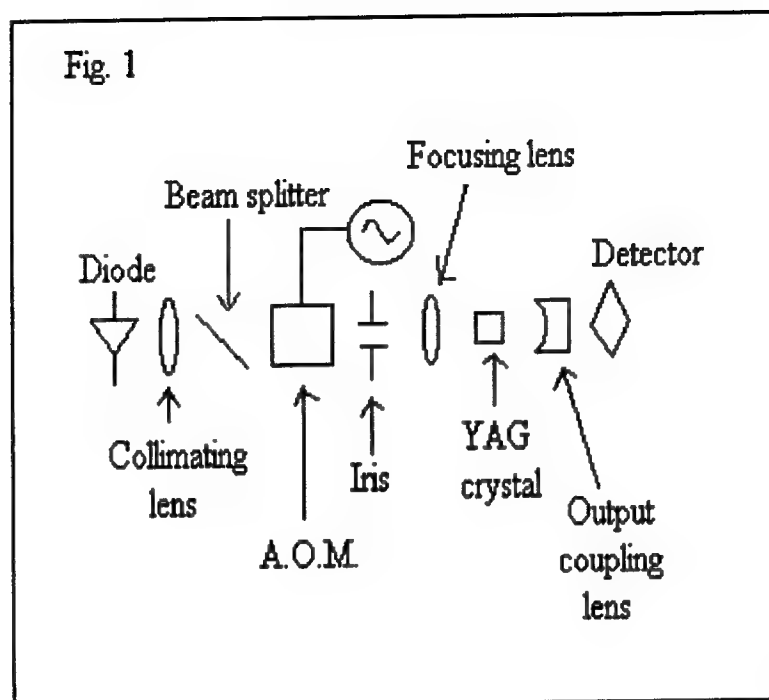 Fig. 1
Focusing lens
Beam splitter
Detector
Diode
Collimating
lens
A.O.M.
Iris
YAG
crystal
Output
coupling
lens